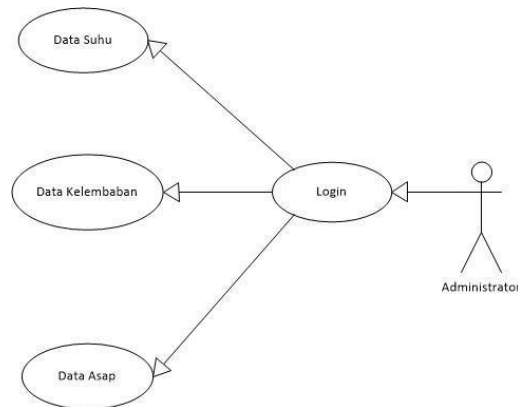 Data Suhu
Data Kelembaban
Login
Administrator
Data Asap